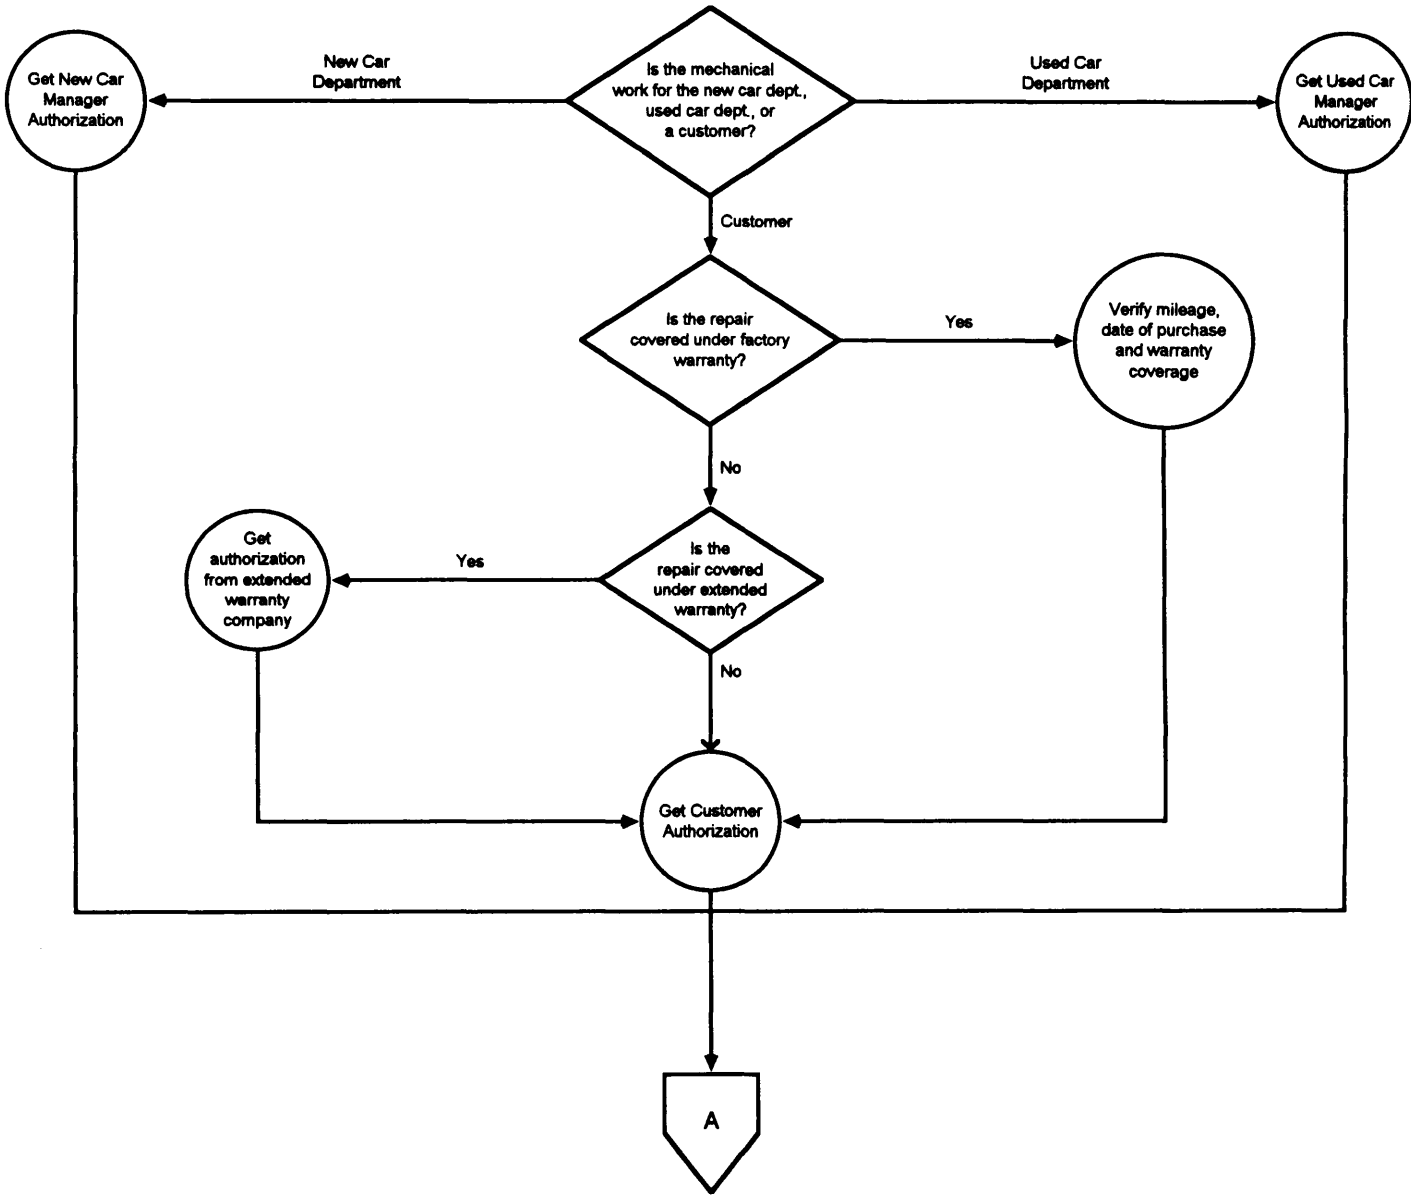 New Car
Department
Is the mechanical
work for the new car dept.,
used car dept., or
a customer?
Used Car
Department
Get New Car
Manager
Authorization
Get Used Car
Manager
Authorization
Customer
Is the repair
covered under factory
warranty?
Yes
Verify mileage,
date of purchase
and warranty
coverage
No
Get
authorization
from extended
warranty
company
Yes
Is the
repair covered
under extended
warranty?
No
Get Customer
Authorization
A